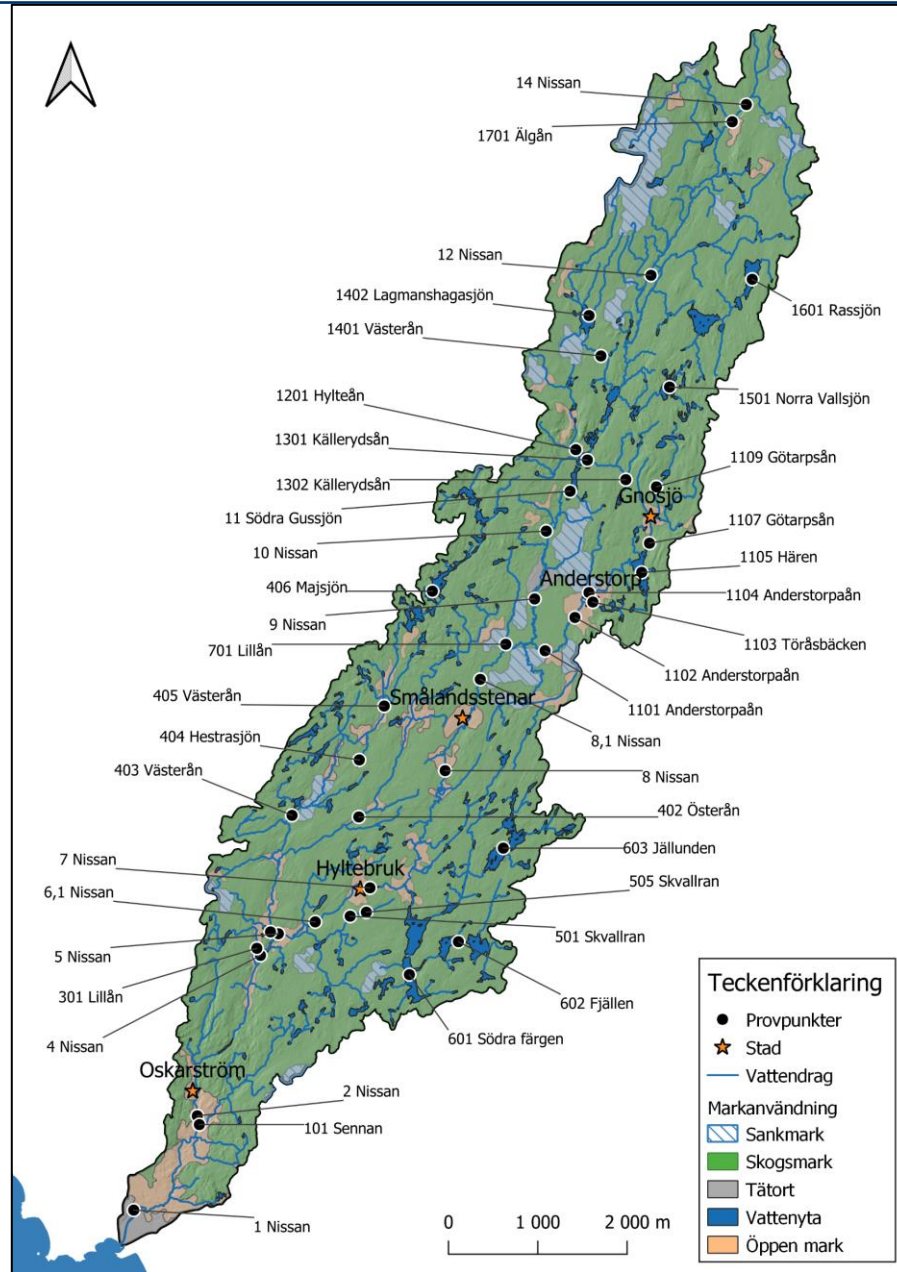 14 Nissan
1701 Älgån
12 Nissan
1402 Lagmanshagasjön
1601 Rassjön
1401 Västerån
1501 Norra Vallsjön
1201 Hylteån
1301 Källerydsån
1109 Götarpsån
1302 Källerydsån
Gnosjö
11 Södra Gussjön
1107 Götarpsån
10 Nissan
1105 Hären
Anderstorp
406 Majsjön
1104 Anderstorpaån
9 Nissan
1103 Töråsbäcken
701 Lillån
1102 Anderstorpaån
Smålandsstenar
405 Västerån
1101 Anderstorpaån
404 Hestrasjön
8,1 Nissan
403 Västerån
8 Nissan
402 Österån
7 Nissan
603 Jällunden
Hyltebruk
6,1 Nissan
505 Skvallran
5 Nissan
501 Skvallran
301 Lillån
602 Fjällen
4 Nissan
601 Södra färgen
Oskarström
2 Nissan
101 Sennan
1 Nissan
0 1 000 2 000 m
Teckenförklaring
Provpunkter
Stad
Vattendrag
Markanvändning
Sankmark
Skogsmark
Tätort
Vattenyta
Öppen mark